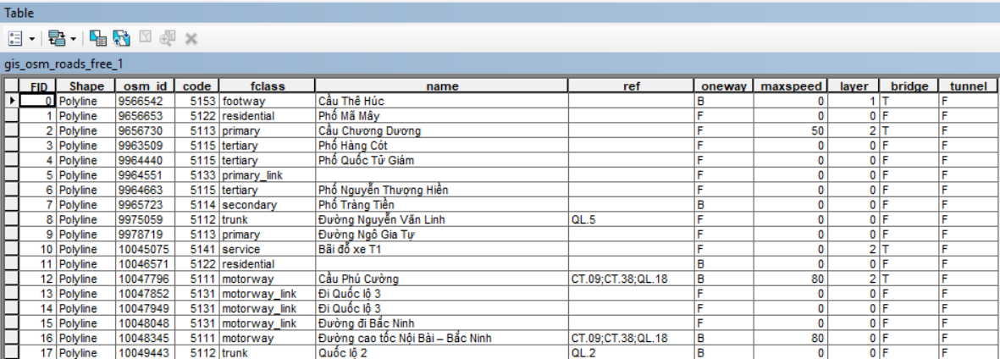 Table
gis_osm_roads_free_1
FID Shape osm_id code fclass name ref oneway maxspeed layer bridge tunnel
0 Polyline 9566542 5153 footway Cầu Thê Húc B 0 1 T F
1 Polyline 9656653 5122 residential Phố Mã Mây F 0 0 F F
2 Polyline 9656730 5113 primary Cầu Chương Dương F 50 2 T F
3 Polyline 9963509 5115 tertiary Phố Hàng Cót F 0 0 F F
4 Polyline 9964440 5115 tertiary Phố Quốc Tử Giám F 0 0 F F
5 Polyline 9964551 5133 primary_link F 0 0 F F
6 Polyline 9964663 5115 tertiary Phố Nguyễn Thượng Hiền F 0 0 F F
7 Polyline 9965723 5114 secondary Phố Tràng Tiền B 0 0 F F
8 Polyline 9975059 5112 trunk Đường Nguyễn Văn Linh QL.5 F 0 0 F F
9 Polyline 9978719 5113 primary Đường Ngô Gia Tự F 0 0 F F
10 Polyline 10045075 5141 service Bãi đỗ xe T1 F 0 2 T F
11 Polyline 10046571 5122 residential B 0 0 F F
12 Polyline 10047796 5111 motorway Cầu Phú Cường CT.09;CT.38;QL.18 B 80 2 T F
13 Polyline 10047852 5131 motorway_link Đi Quốc lộ 3 F 0 0 F F
14 Polyline 10047949 5131 motorway_link Đi Quốc lộ 3 F 0 0 F F
15 Polyline 10048048 5131 motorway_link Đường đi Bắc Ninh F 0 0 F F
16 Polyline 10048345 5111 motorway Đường cao tốc Nội Bài – Bắc Ninh CT.09;CT.38;QL.18 B 80 0 F F
17 Polyline 10049443 5112 trunk Quốc lộ 2 QL.2 B 0 0 F F